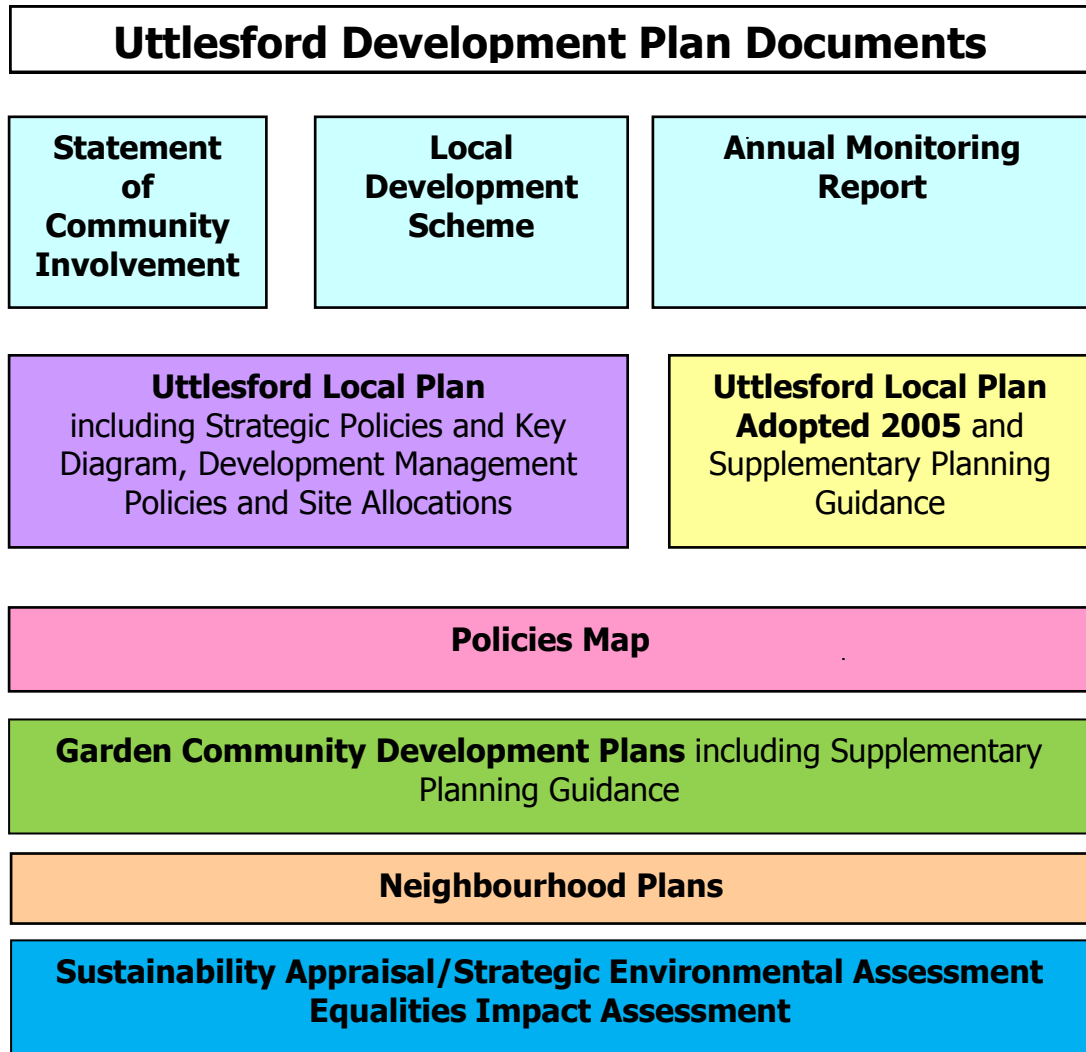 Uttlesford Development Plan Documents
Statement
of
Community
Involvement
Local
Development
Scheme
Annual Monitoring
Report
Uttlesford Local Plan
including Strategic Policies and Key
Diagram, Development Management
Policies and Site Allocations
Uttlesford Local Plan
Adopted 2005 and
Supplementary Planning
Guidance
Policies Map
Garden Community Development Plans including Supplementary
Planning Guidance
Neighbourhood Plans
Sustainability Appraisal/Strategic Environmental Assessment
Equalities Impact Assessment